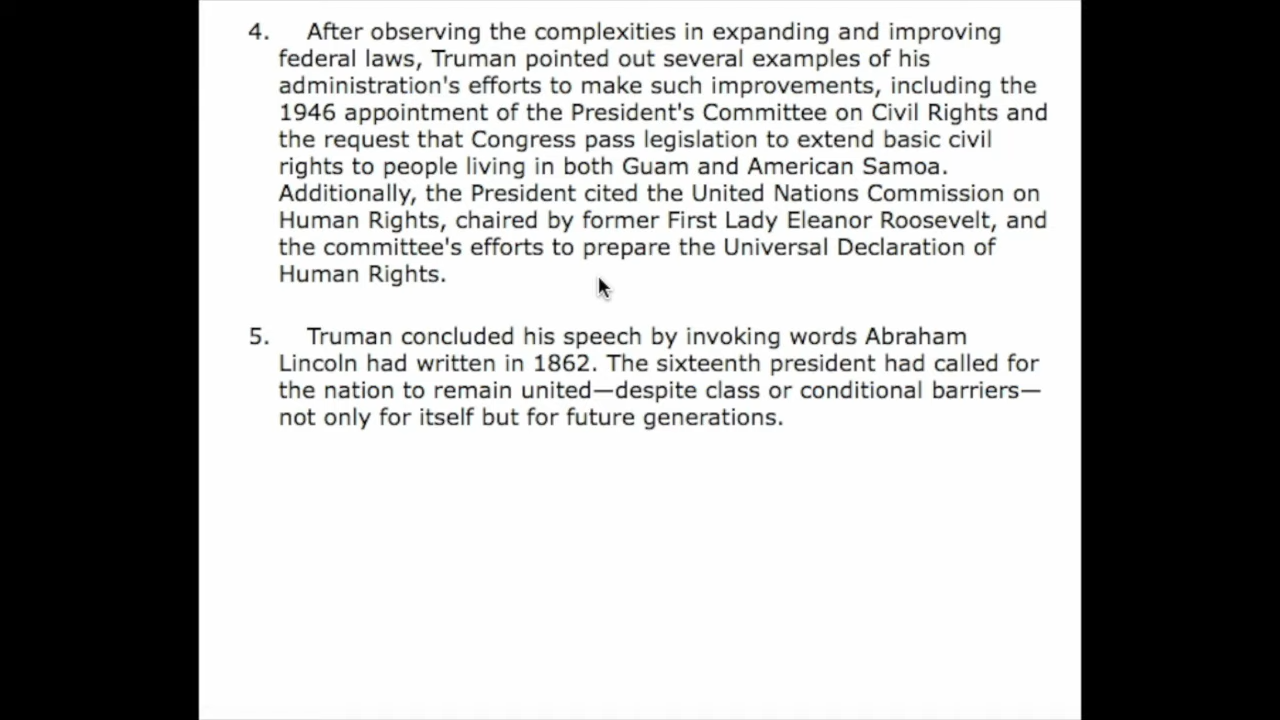 4. After observing the complexities in expanding and improving
federal laws, Truman pointed out several examples of his
administration's efforts to make such improvements, including the
1946 appointment of the President's Committee on Civil Rights and
the request that Congress pass legislation to extend basic civil
rights to people living in both Guam and American Samoa.
Additionally, the President cited the United Nations Commission on
Human Rights, chaired by former First Lady Eleanor Roosevelt, and
the committee's efforts to prepare the Universal Declaration of
Human Rights.
5. Truman concluded his speech by invoking words Abraham
Lincoln had written in 1862. The sixteenth president had called for
the nation to remain united—despite class or conditional barriers—
not only for itself but for future generations.